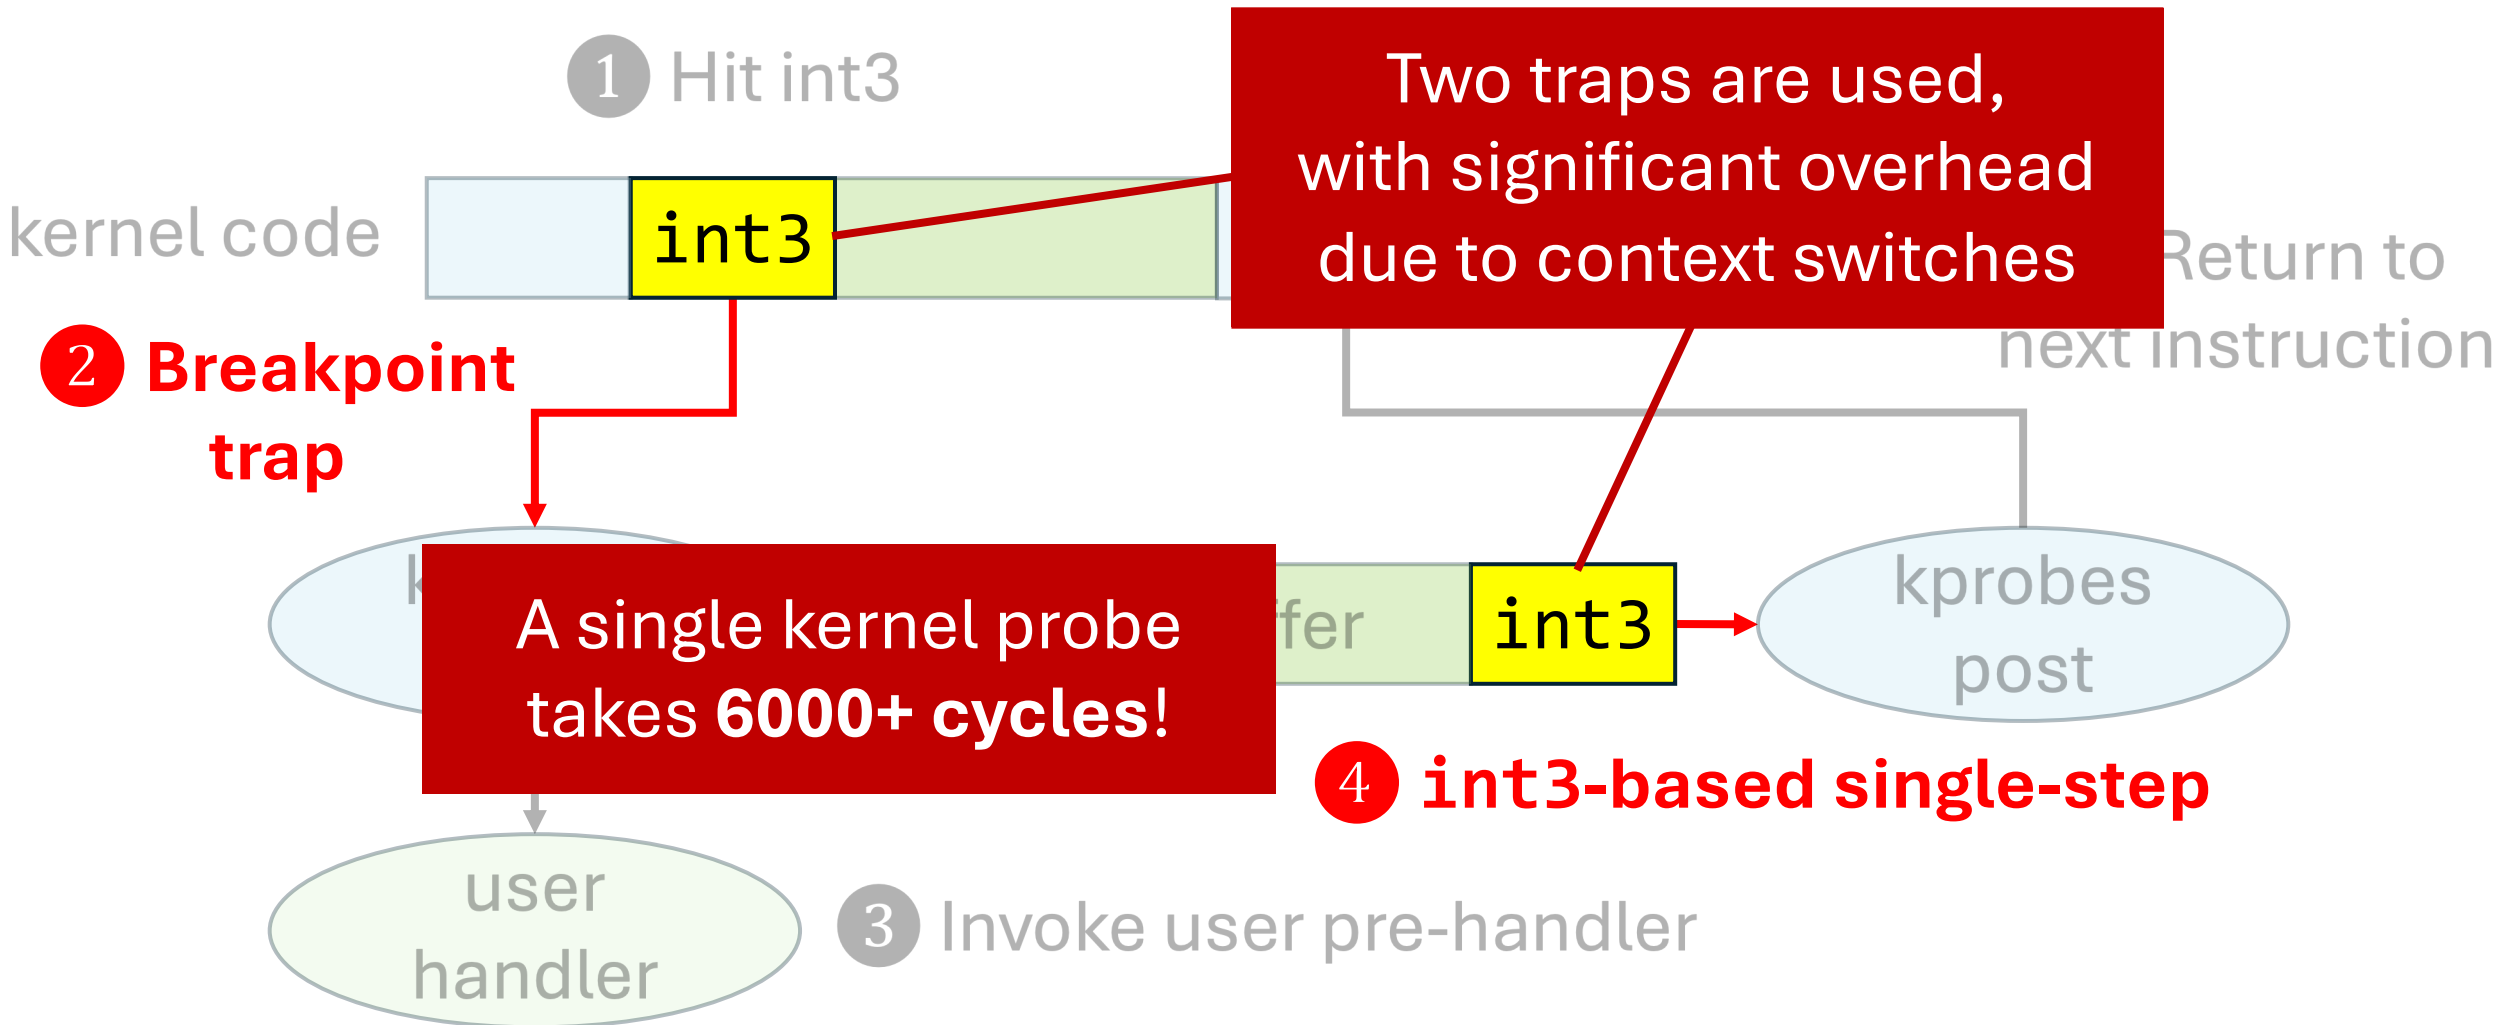 1 Hit int3
Two traps are used,
with significant overhead
due to context switches
kernel code
int3
Return to
next instruction
2 Breakpoint
trap
k
A single kernel probe
takes 6000+ cycles!
ffer
int3
kprobes
post
4 int3-based single-step
user
handler
3 Invoke user pre-handler